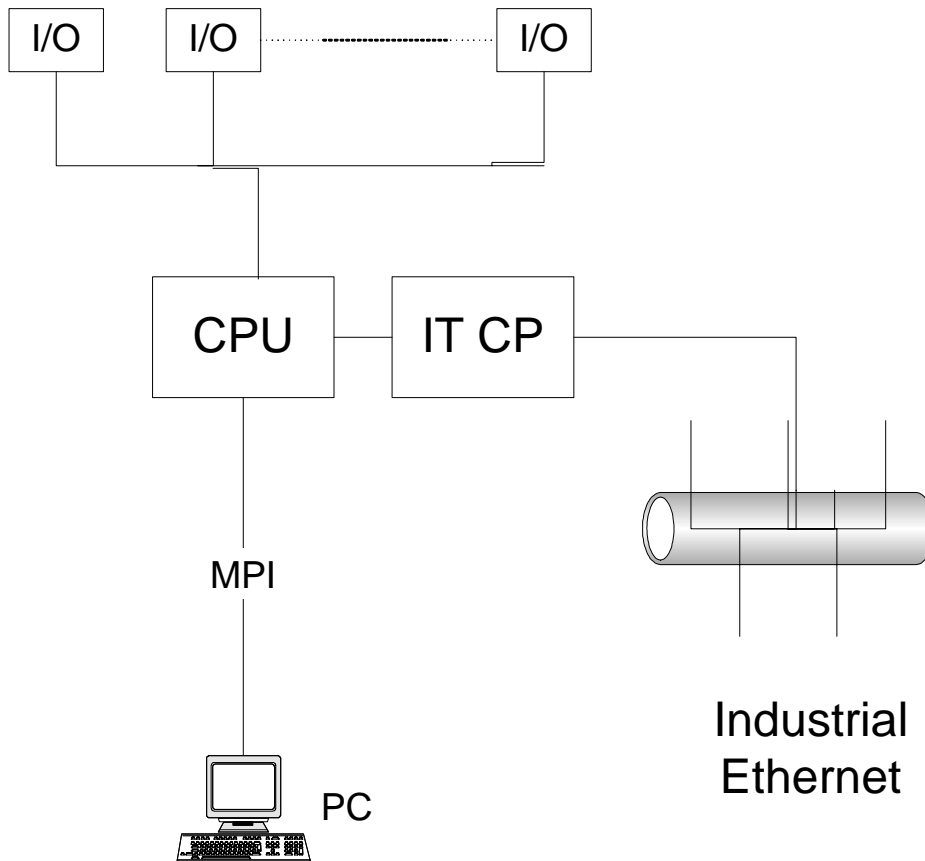 I/O
I/O
I/O
CPU
IT CP
MPI
PC
Industrial
Ethernet